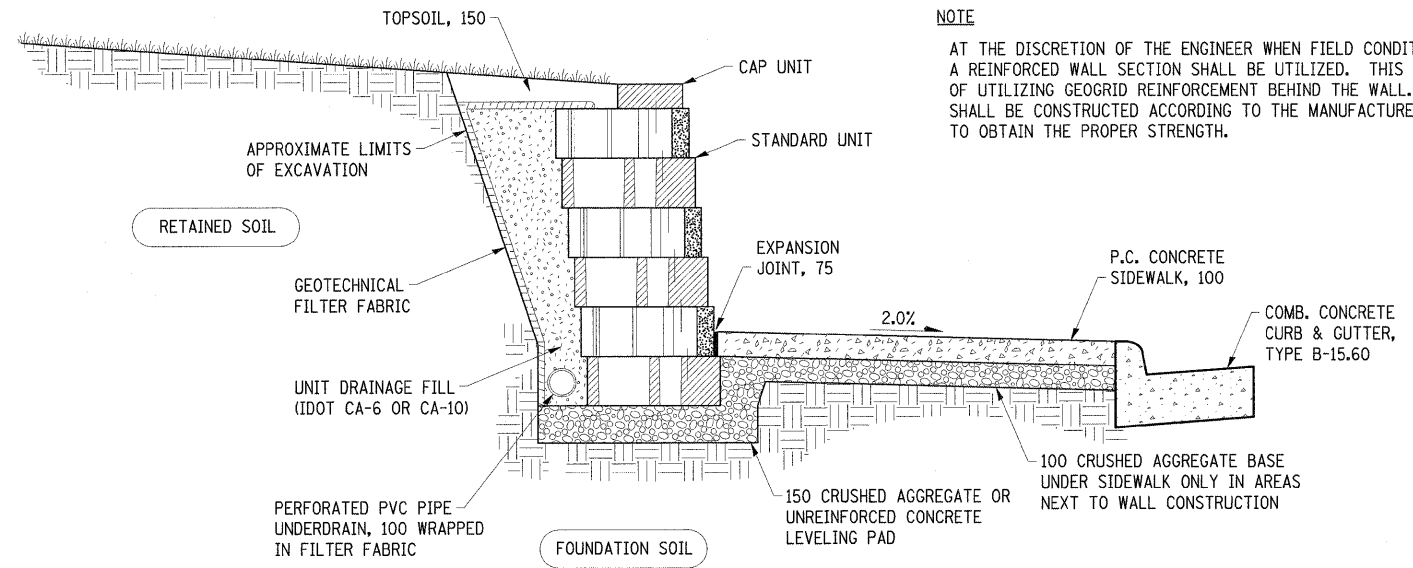 TOPSOIL, 150
CAP UNIT
STANDARD UNIT
NOTE
AT THE DISCRETION OF THE ENGINEER WHEN FIELD
A REINFORCED WALL SECTION SHALL BE UTILIZED. THIS
OF UTILIZING GEOGRID REINFORCEMENT BEHIND THE WALL.
SHALL BE CONSTRUCTED ACCORDING TO THE
TO OBTAIN THE PROPER STRENGTH.
APPROXIMATE LIMITS
OF EXCAVATION
RETAINED SOIL
GEOTECHNICAL
FILTER FABRIC
EXPANSION
JOINT, 75
P.C. CONCRETE
SIDEWALK, 100
2.0%
COMB. CONCRETE
CURB & GUTTER,
TYPE B-15.60
UNIT DRAINAGE FILL
(IDOT CA-6 OR CA-10)
PERFORATED PVC PIPE
UNDERDRAIN, 100 WRAPPED
IN FILTER FABRIC
FOUNDATION SOIL
150 CRUSHED AGGREGATE OR
UNREINFORCED CONCRETE
LEVELING PAD
100 CRUSHED AGGREGATE BASE
UNDER SIDEWALK ONLY IN AREAS
NEXT TO WALL CONSTRUCTION